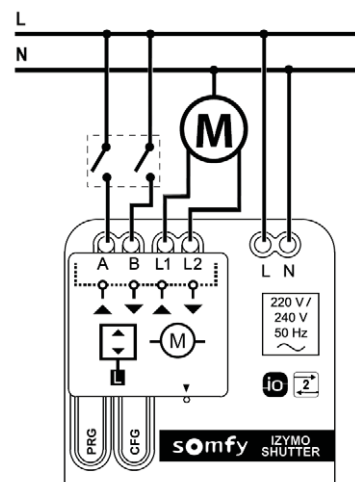 L
N
M
A B L1 L2
L N
M
L
220 V /
240 V
50 Hz
io 2
PRG
CFG
somfy IZYMO
SHUTTER